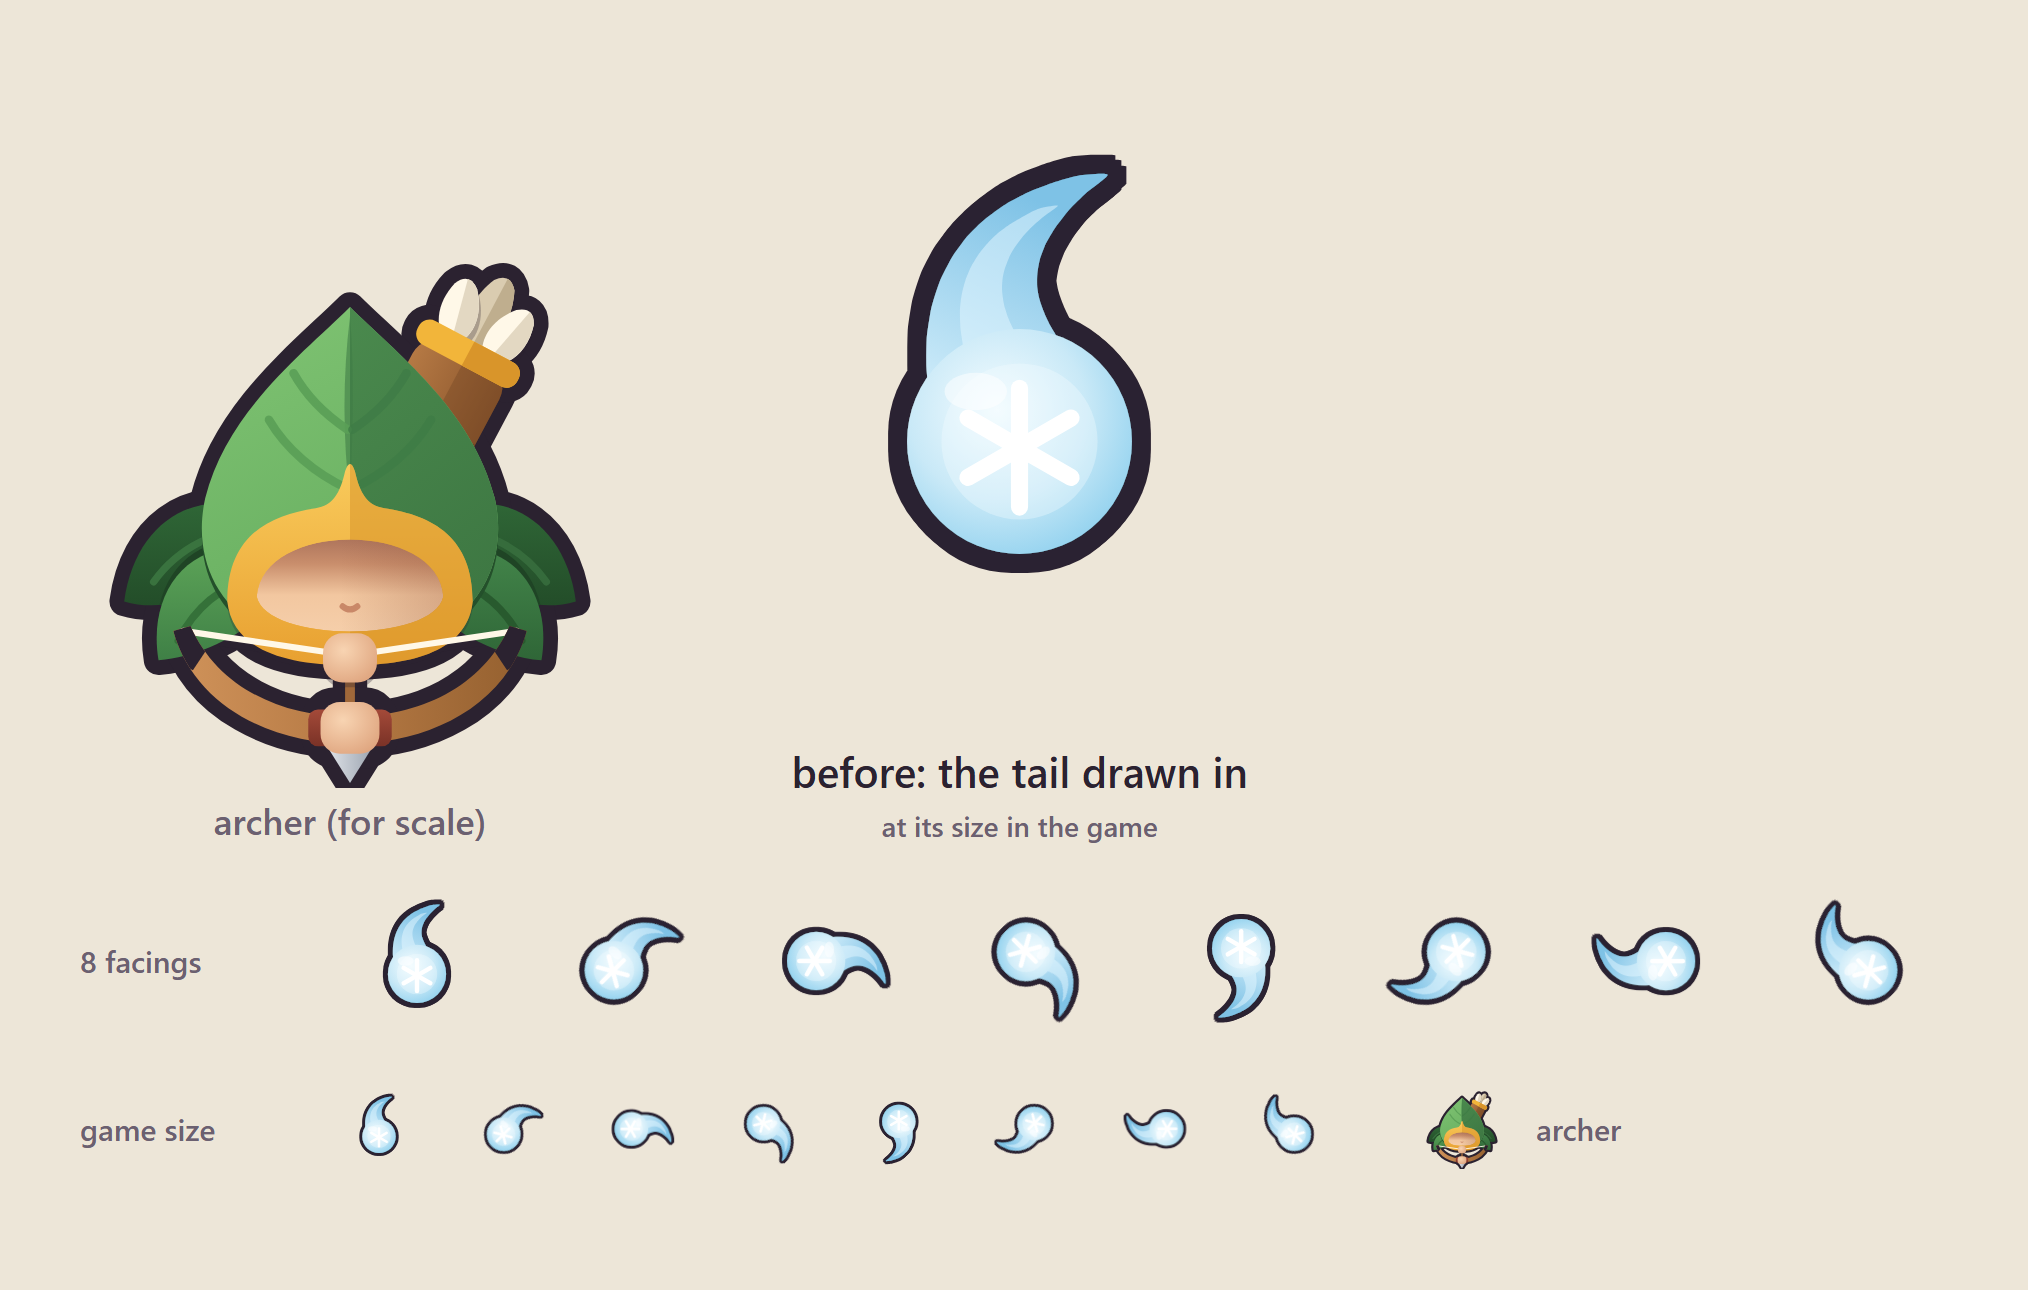 before: the tail drawn in
archer (for scale)
at its size in the game
8 facings
game size
archer